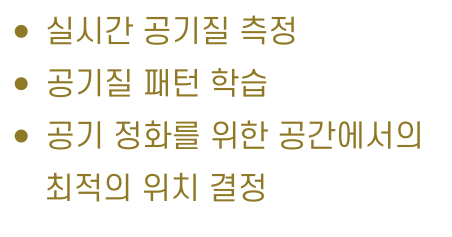 • 실시간 공기질 측정
• 공기질 패턴 학습
• 공기 정화를 위한 공간에서의
최적의 위치 결정